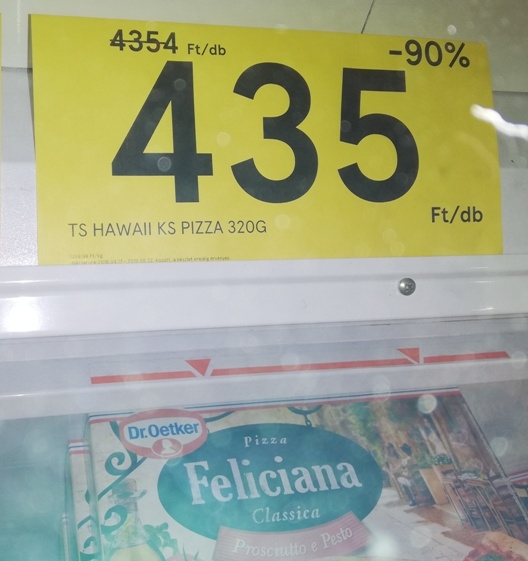 4354 Ft/db
-90%
435
Ft/db
TS HAWAII KS PIZZA 320G
Dr.Oetker
Pizza
Feliciana
Classica
Prosciutto e Pesto